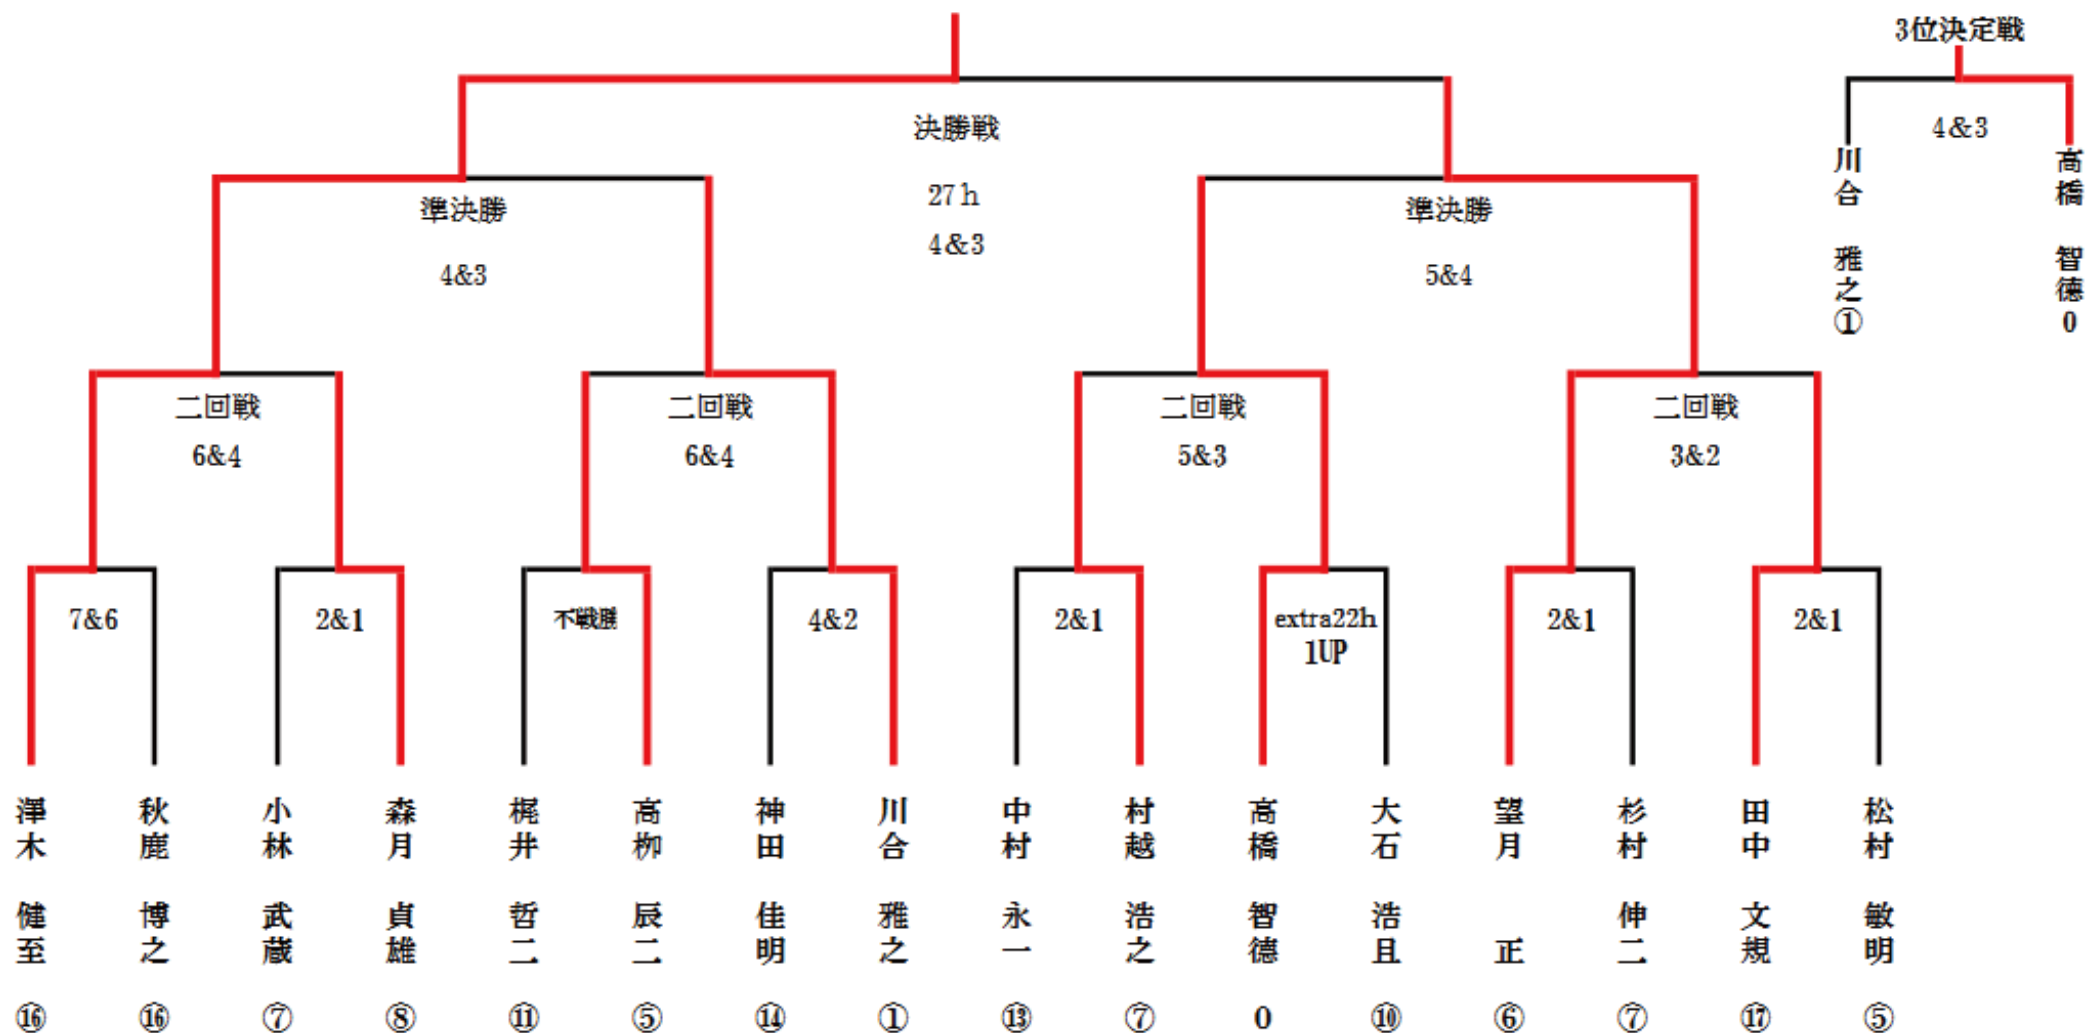 3位決定戦
決勝戦
4&3
川合 雅之①
高橋 智德0
27h
4&3
準決勝
準決勝
4&3
5&4
二回戦
二回戦
二回戦
二回戦
6&4
6&4
5&3
3&2
7&6
2&1
不戦勝
4&2
2&1
extra22h
1UP
2&1
2&1
澤木 健至 ⑯
秋鹿 博之 ⑯
小林 武蔵 ⑦
森月 貞雄 ⑧
梶井 哲二 ⑪
高柳 辰二 ⑤
神田 佳明 ⑭
川合 雅之 ①
中村 永一 ⑬
村越 浩之 ⑦
高橋 智德 0
大石 浩且 ⑩
望月 正 ⑥
杉村 伸二 ⑦
田中 文規 ⑰
松村 敏明 ⑤